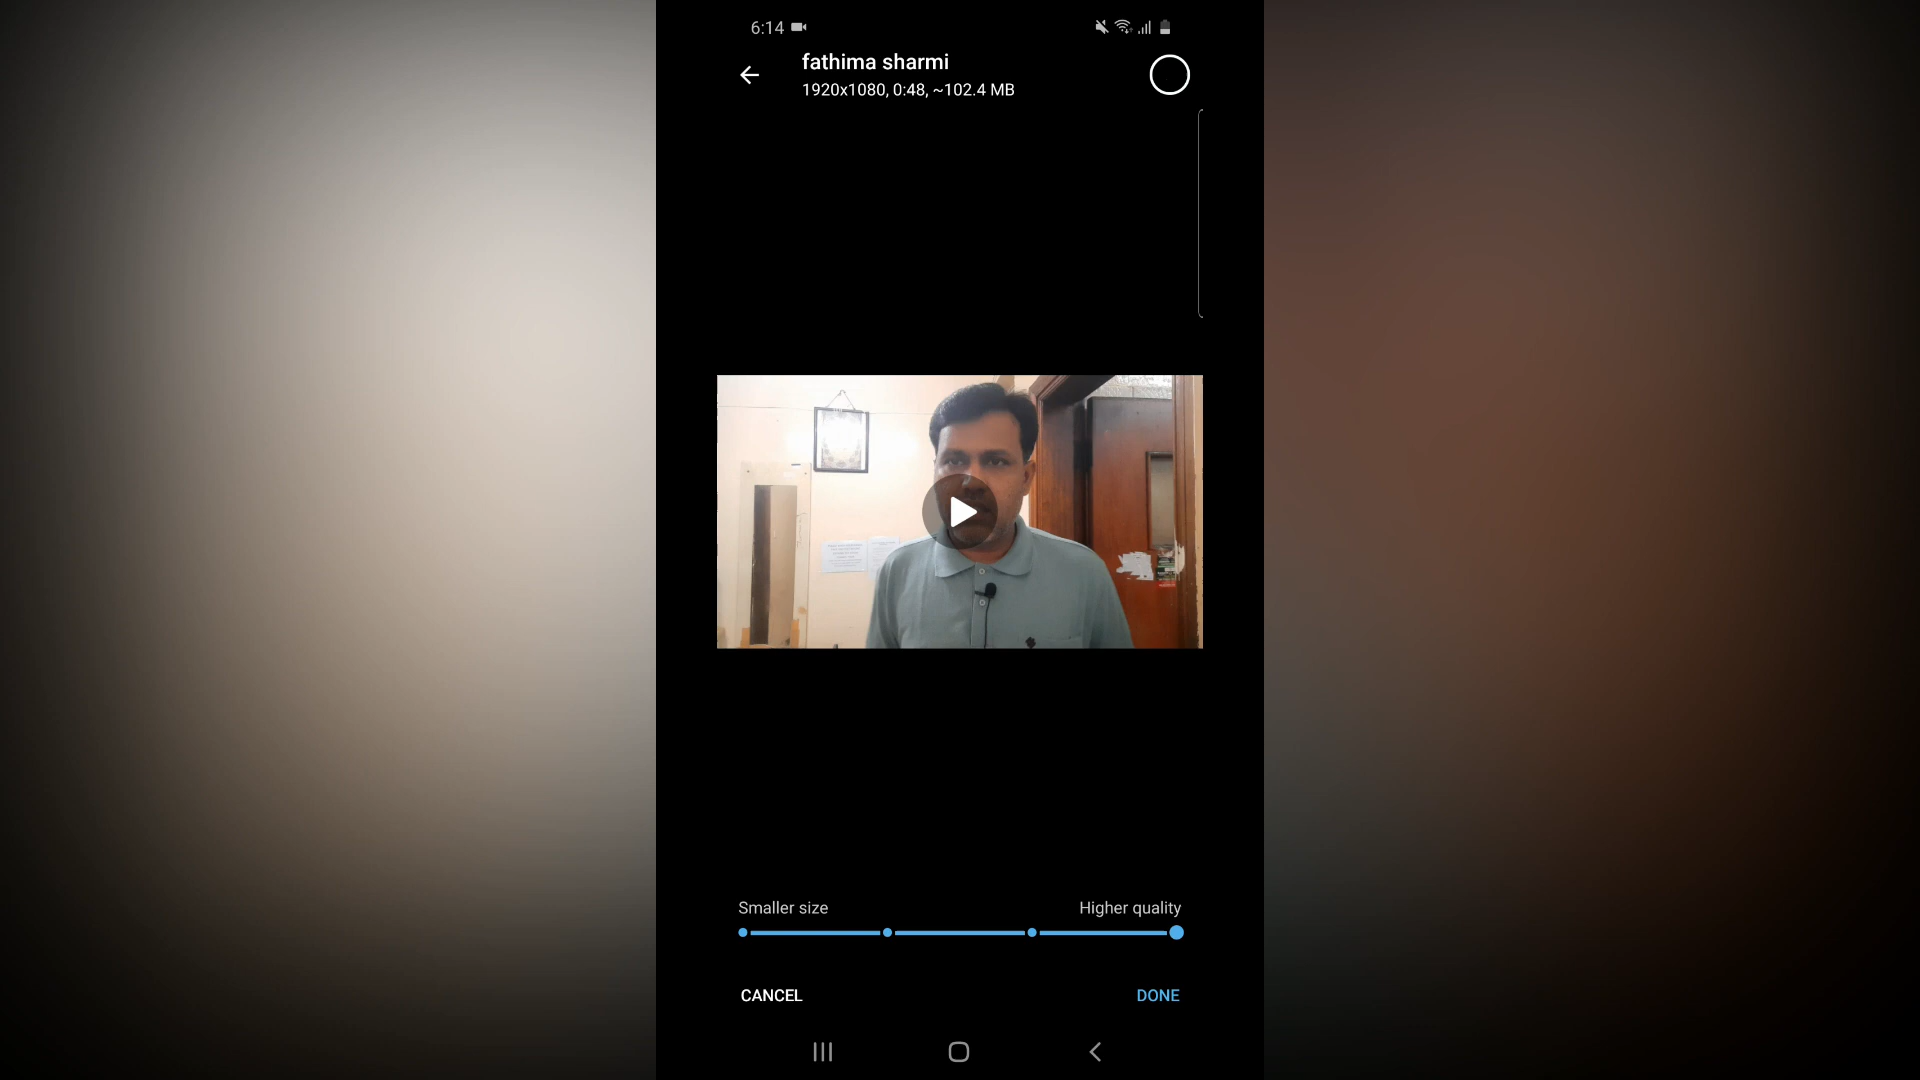 6:14
fathima sharmi
1920x1080, 0:48, ~102.4 MB
Smaller size
Higher quality
CANCEL
DONE